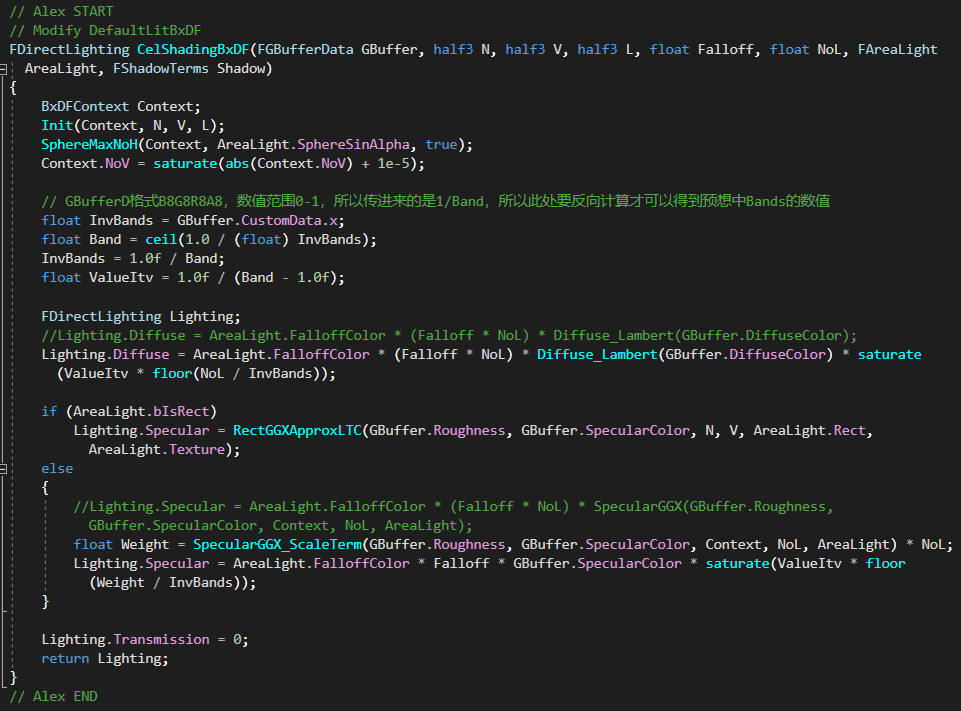 // Alex START
// Modify DefaultLitBxDF
FDirectLighting CelShadingBxDF(FGBufferData GBuffer, half3 N, half3 V, half3 L, float Falloff, float NoL, FAreaLight
AreaLight, FShadowTerms Shadow)
{
BxDFContext Context;
Init(Context, N, V, L);
SphereMaxNoH(Context, AreaLight.SphereSinAlpha, true);
Context.NoV = saturate(abs(Context.NoV) + 1e-5);
// GBufferD格式B8G8R8A8，数值范围0-1，所以传进来的是1/Band，所以此处要反向计算才可以得到预想中Bands的数值
float InvBands = GBuffer.CustomData.x;
float Band = ceil(1.0 / (float) InvBands);
InvBands = 1.0f / Band;
float ValueItv = 1.0f / (Band - 1.0f);
FDirectLighting Lighting;
//Lighting.Diffuse = AreaLight.FalloffColor * (Falloff * NoL) * Diffuse_Lambert(GBuffer.DiffuseColor);
Lighting.Diffuse = AreaLight.FalloffColor * (Falloff * NoL) * Diffuse_Lambert(GBuffer.DiffuseColor) * saturate
(ValueItv * floor(NoL / InvBands));
if (AreaLight.bIsRect)
Lighting.Specular = RectGGXApproxLTC(GBuffer.Roughness, GBuffer.SpecularColor, N, V, AreaLight.Rect,
AreaLight.Texture);
else
{
//Lighting.Specular = AreaLight.FalloffColor * (Falloff * NoL) * SpecularGGX(GBuffer.Roughness,
GBuffer.SpecularColor, Context, NoL, AreaLight);
float Weight = SpecularGGX_ScaleTerm(GBuffer.Roughness, GBuffer.SpecularColor, Context, NoL, AreaLight) * NoL;
Lighting.Specular = AreaLight.FalloffColor * Falloff * GBuffer.SpecularColor * saturate(ValueItv * floor
(Weight / InvBands));
}
Lighting.Transmission = 0;
return Lighting;
}
// Alex END